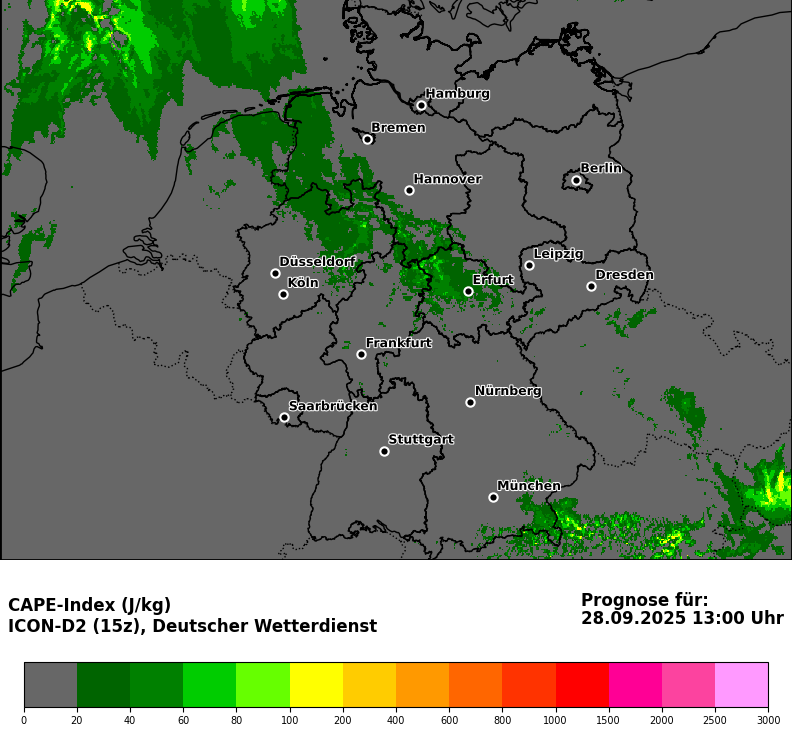 Hamburg
Bremen
Berlin
Hannover
Leipzig
Düsseldorf
Dresden
Köln
Erfurt
Frankfurt
Nürnberg
Saarbrücken
Stuttgart
München
CAPE-Index (J/kg)
ICON-D2 (15z), Deutscher Wetterdienst
Prognose für:
28.09.2025 13:00 Uhr
0 20 40 60 80 100 200 400 600 800 1000 1500 2000 2500 3000